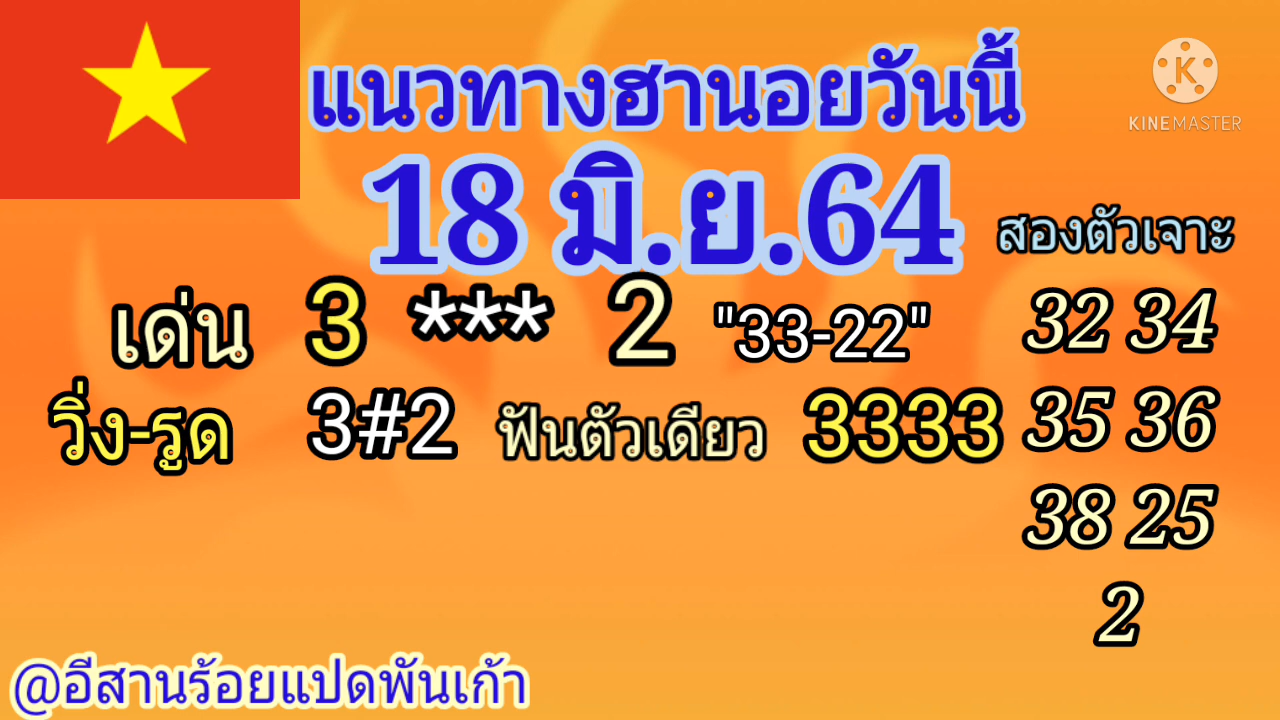 แนวทางฮานอยวันนี้
KINEMASTER
18 มิ.ย.64
สองตัวเจาะ
เด่น 3 *** 2 "33-22"
32 34
วิ่ง-รูด 3#2 ฟันตัวเดียว 3333
35 36
38 25
2
@อีสานร้อยแปดพันเก้า